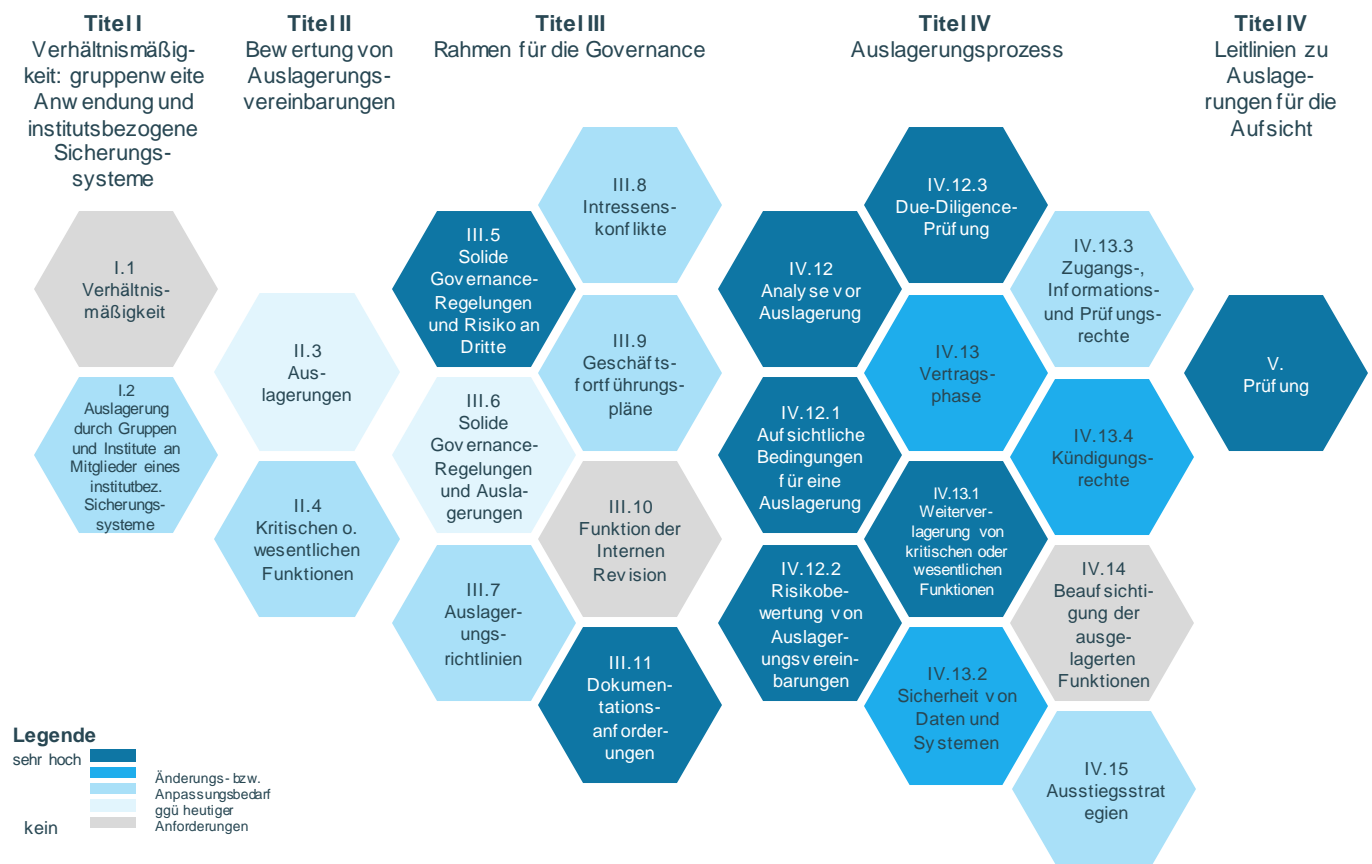 Titel I
Verhältnismäßig-
keit: gruppenweite
Anwendung und
institutsbezogene
Sicherungs-
systeme
Titel II
Bewertung von
Auslagerungs-
vereinbarungen
Titel III
Rahmen für die Governance
Titel IV
Auslagerungsprozess
Titel IV
Leitlinien zu
Auslage-
rungen für die
Aufsicht
I.1
Verhältnis-
mäßigkeit
I.2
Auslagerung
durch Gruppen
und Institute an
Mitglieder eines
institutbez.
Sicherungs-
systeme
II.3
Aus-
lagerungen
II.4
Kritischen o.
wesentlichen
Funktionen
III.5
Solide
Governance-
Regelungen
und Risiko an
Dritte
III.6
Solide
Governance-
Regelungen
und Ausla-
gerungen
III.7
Auslager-
ungs-
richtlinien
III.8
Intressens-
konflikte
III.9
Geschäfts-
fortführungs-
pläne
III.10
Funktion der
Internen
Revision
III.11
Dokumen-
tations-
anforder-
ungen
IV.12
Analyse vor
Auslagerung
IV.12.1
Aufsichtliche
Bedingungen
für eine
Auslagerung
IV.12.2
Risikobe-
wertung von
Auslager-
ungsverein-
barungen
IV.12.3
Due-Diligence-
Prüfung
IV.13
Vertrags-
phase
IV.13.1
Weiterver-
lagerung von
kritischen oder
wesentlichen
Funktionen
IV.13.2
Sicherheit von
Daten und
Systemen
IV.13.3
Zugangs-,
Informations-
und Prüfungs-
rechte
IV.13.4
Kündigungs-
rechte
IV.14
Beaufsichti-
gung der
ausge-
lagerten
Funktionen
IV.15
Ausstiegsstrat
egien
V.
Prüfung
Legende
sehr hoch
Änderungs- bzw.
Anpassungsbedarf
ggü heutiger
Anforderungen
kein